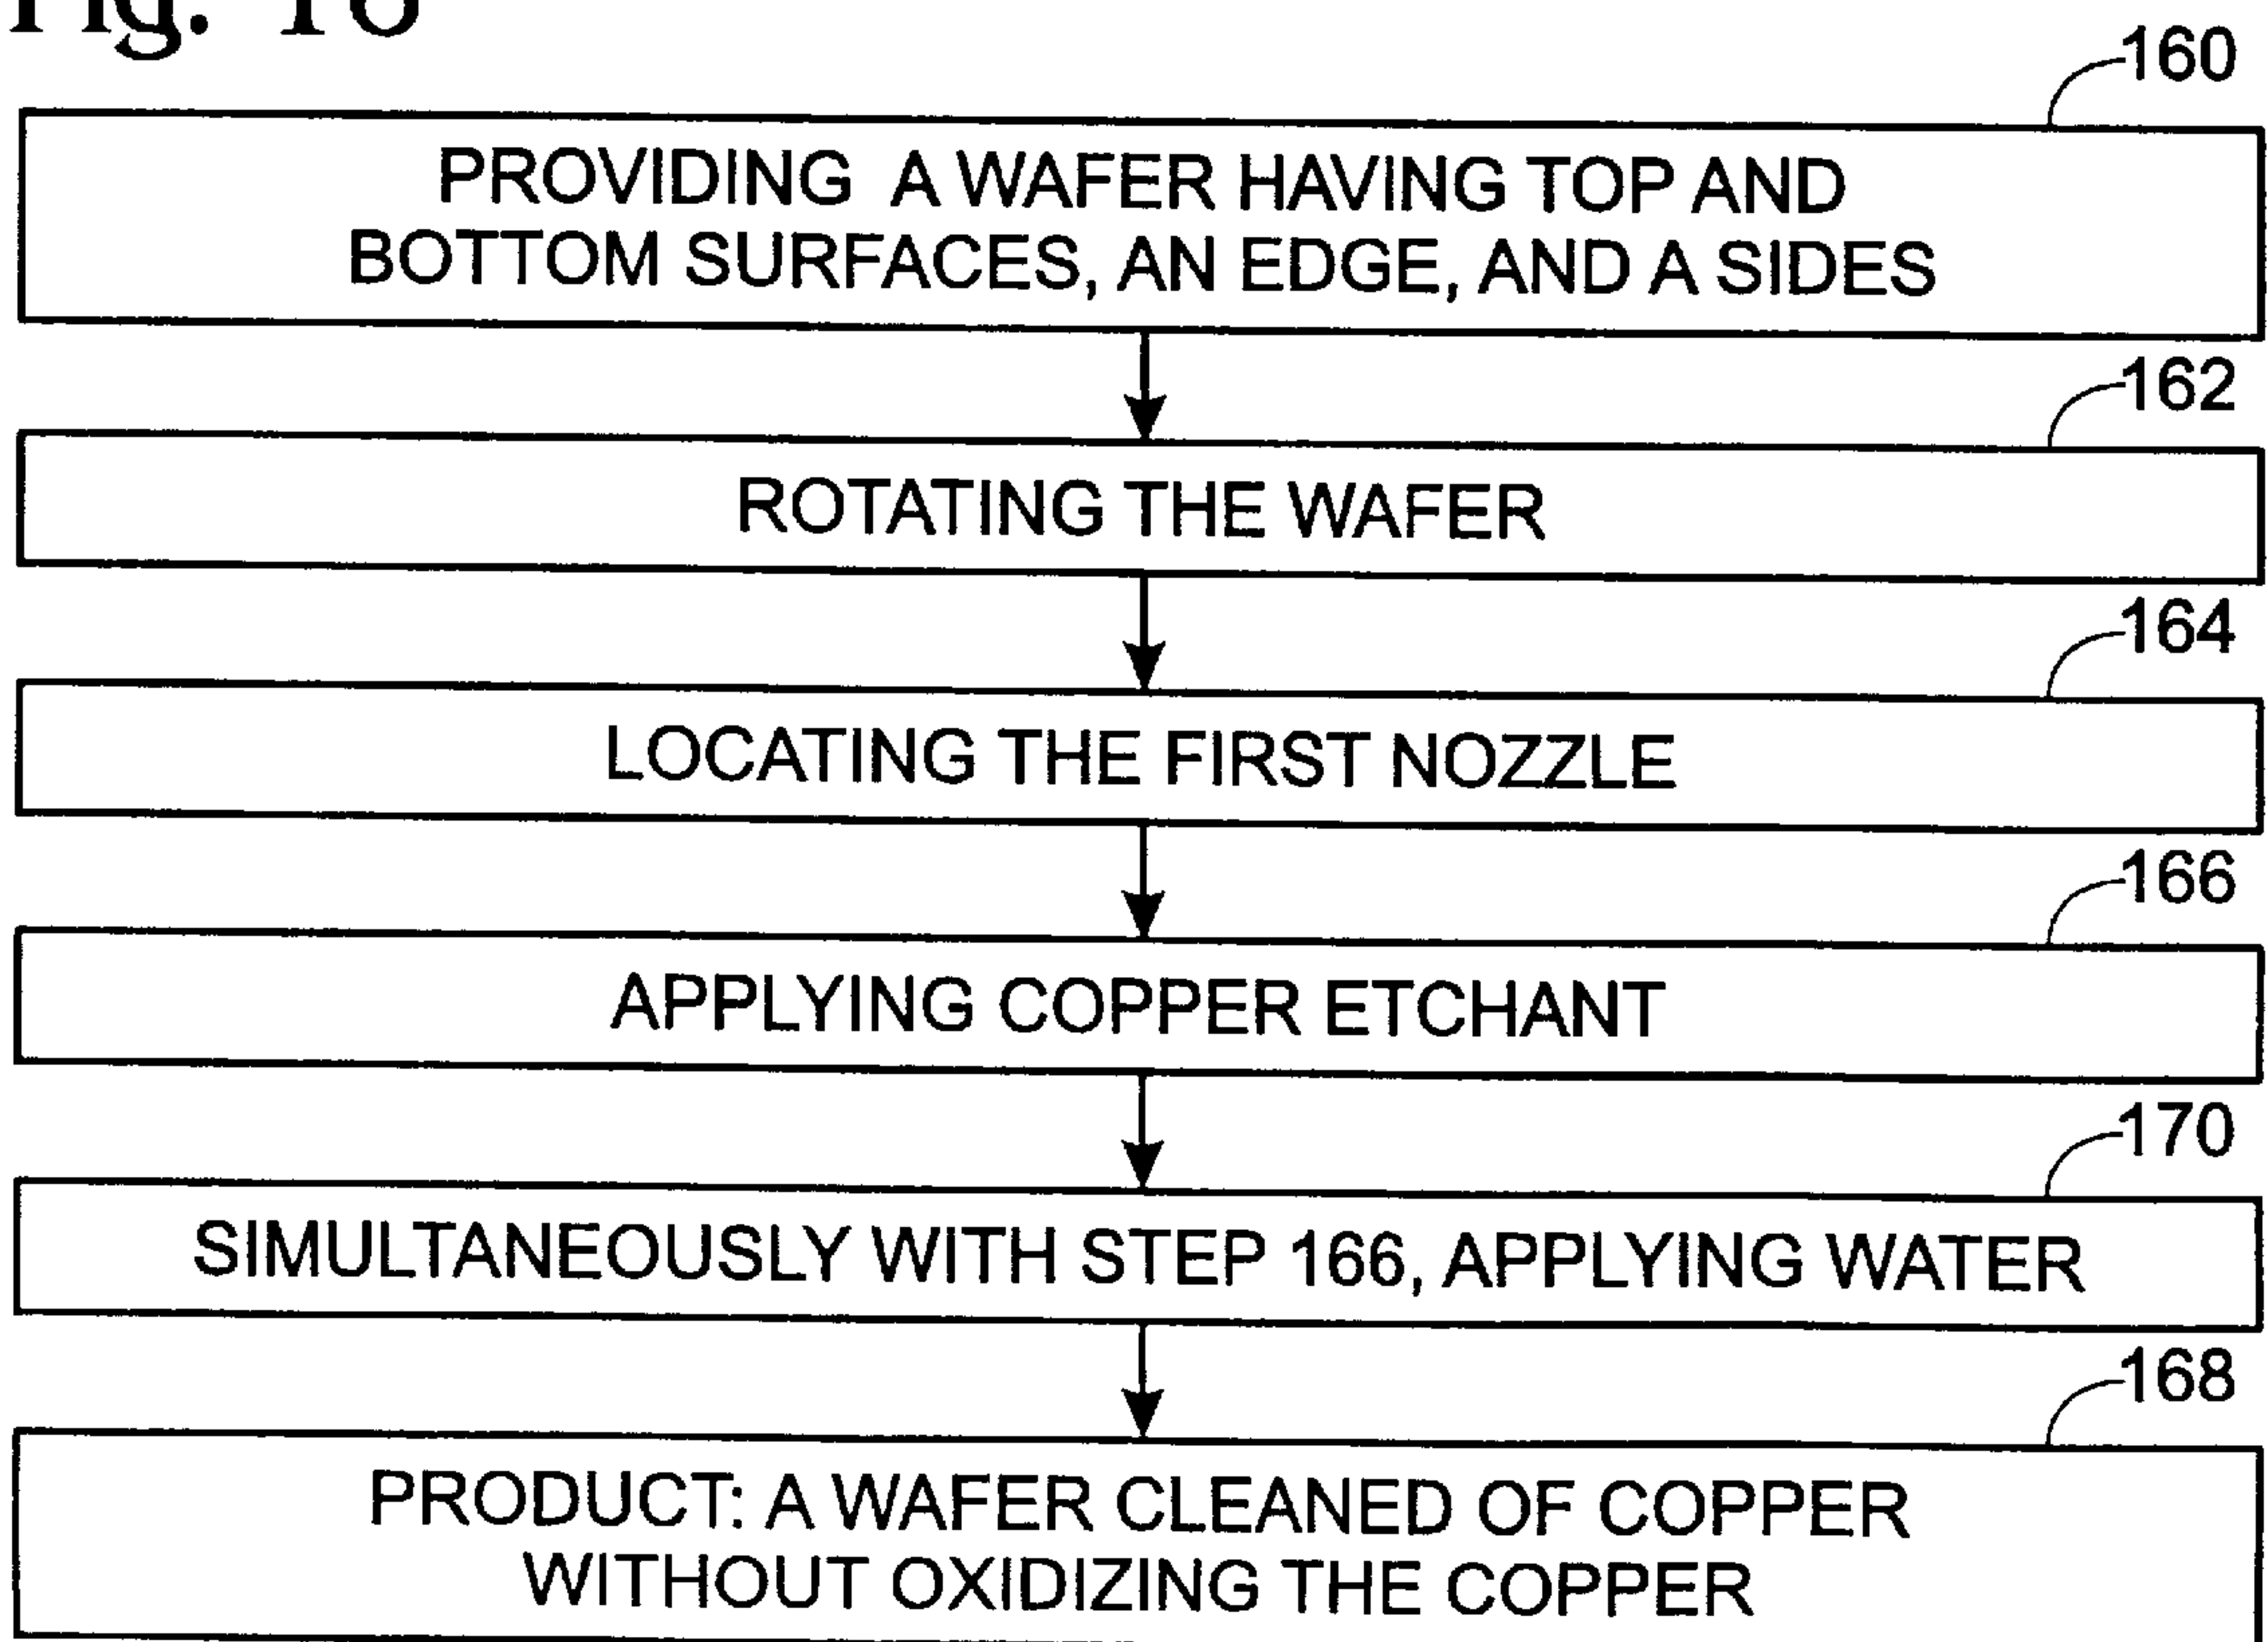 Fig.
160
PROVIDING A WAFER HAVING TOP AND
BOTTOM SURFACES, AN EDGE, AND A SIDES
162
ROTATING THE WAFER
164
LOCATING THE FIRST NOZZLE
166
APPLYING COPPER ETCHANT
170
SIMULTANEOUSLY WITH STEP 166, APPLYING WATER
168
PRODUCT: A WAFER CLEANED OF COPPER
WITHOUT OXIDIZING THE COPPER